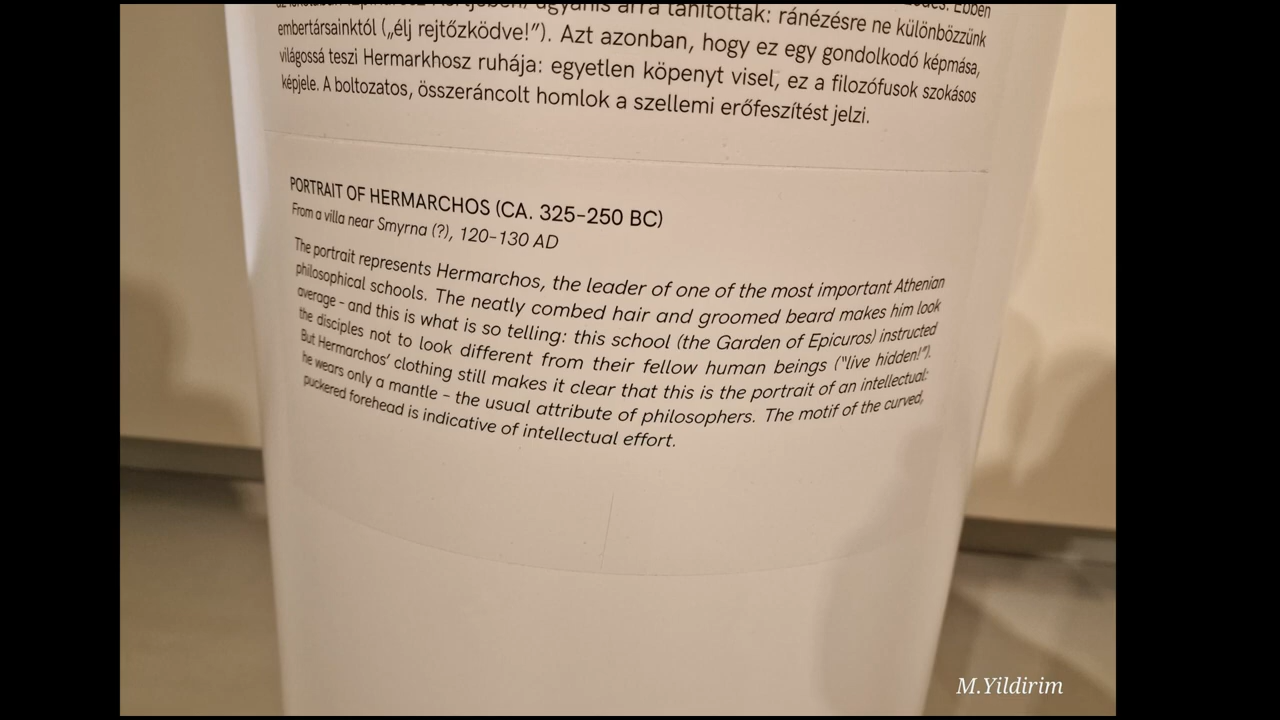 ugyanis arra tanították: ránézésre ne különbözzünk
embertársainktól („élj rejtőzködve!”). Azt azonban, hogy ez egy gondolkodó képmása,
világossá teszi Hermarkhosz ruhája: egyetlen köpenyt visel, ez a filozófusok szokásos
képjele. A boltozatos, összeráncolt homlok a szellemi erőfeszítést jelzi.
PORTRAIT OF HERMARCHOS (CA. 325–250 BC)
From a villa near Smyrna (?), 120–130 AD
The portrait represents Hermarchos, the leader of one of the most important Athenian
philosophical schools. The neatly combed hair and groomed beard makes him look
average – and this is what is so telling: this school (the Garden of Epicuros) instructed
the disciples not to look different from their fellow human beings (“live hidden!”).
But Hermarchos’ clothing still makes it clear that this is the portrait of an intellectual:
he wears only a mantle – the usual attribute of philosophers. The motif of the curved,
puckered forehead is indicative of intellectual effort.
M.Yildirim